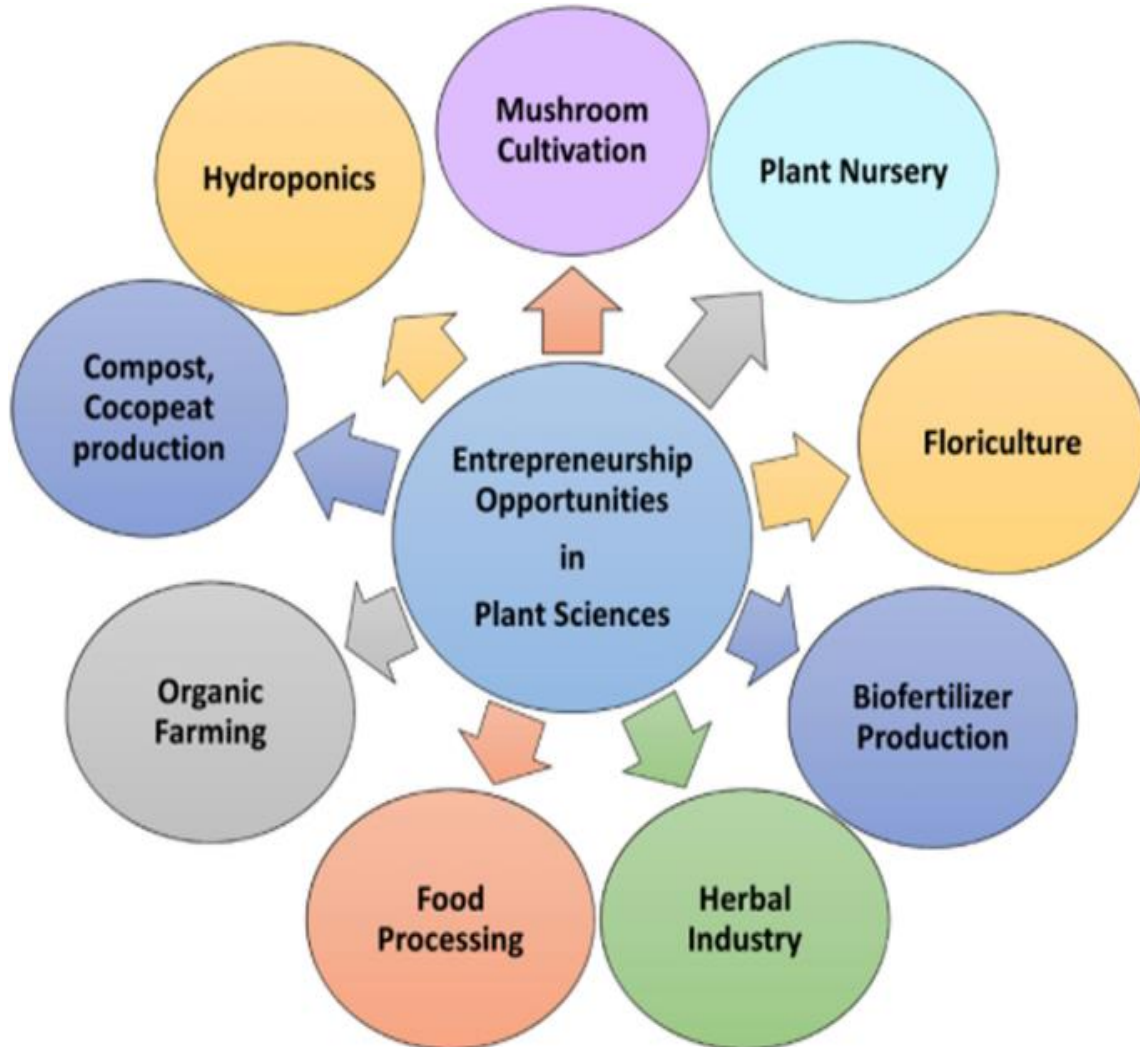 Mushroom
Cultivation
Plant Nursery
Floriculture
Biofertilizer
Production
Herbal
Industry
Food
Processing
Organic
Farming
Compost,
Cocopeat
production
Hydroponics
Entrepreneurship
Opportunities
in
Plant Sciences